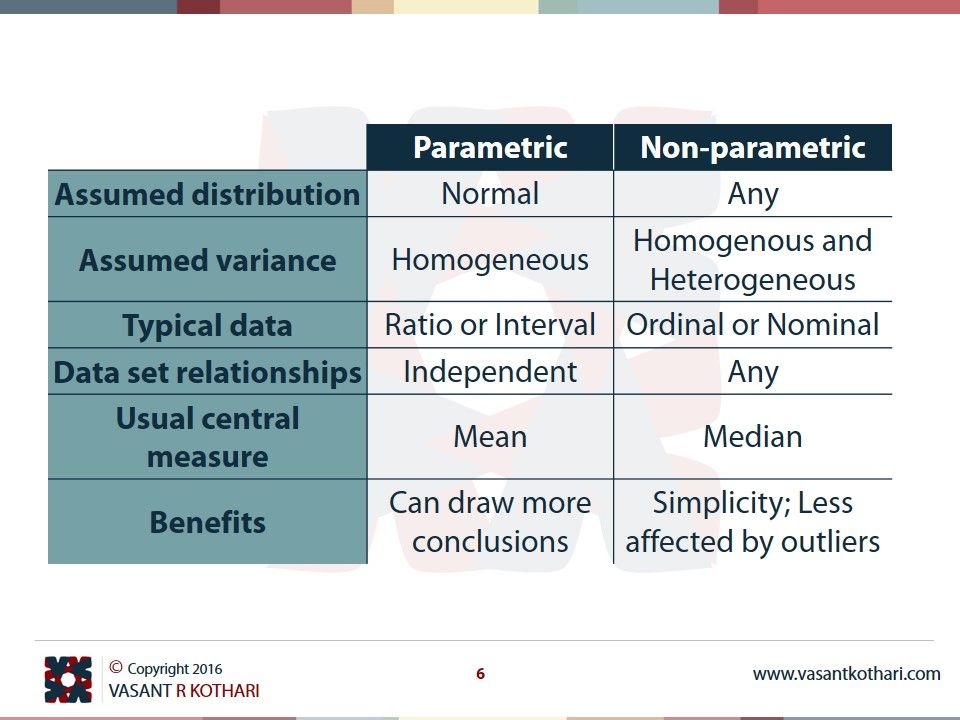 Parametric Non-parametric
Assumed distribution Normal Any
Assumed variance Homogeneous Homogenous and
Heterogeneous
Typical data Ratio or Interval Ordinal or Nominal
Data set relationships Independent Any
Usual central
measure Mean Median
Benefits Can draw more
conclusions Simplicity; Less
affected by outliers
© Copyright 2016
VASANT R KOTHARI
6
www.vasantkothari.com